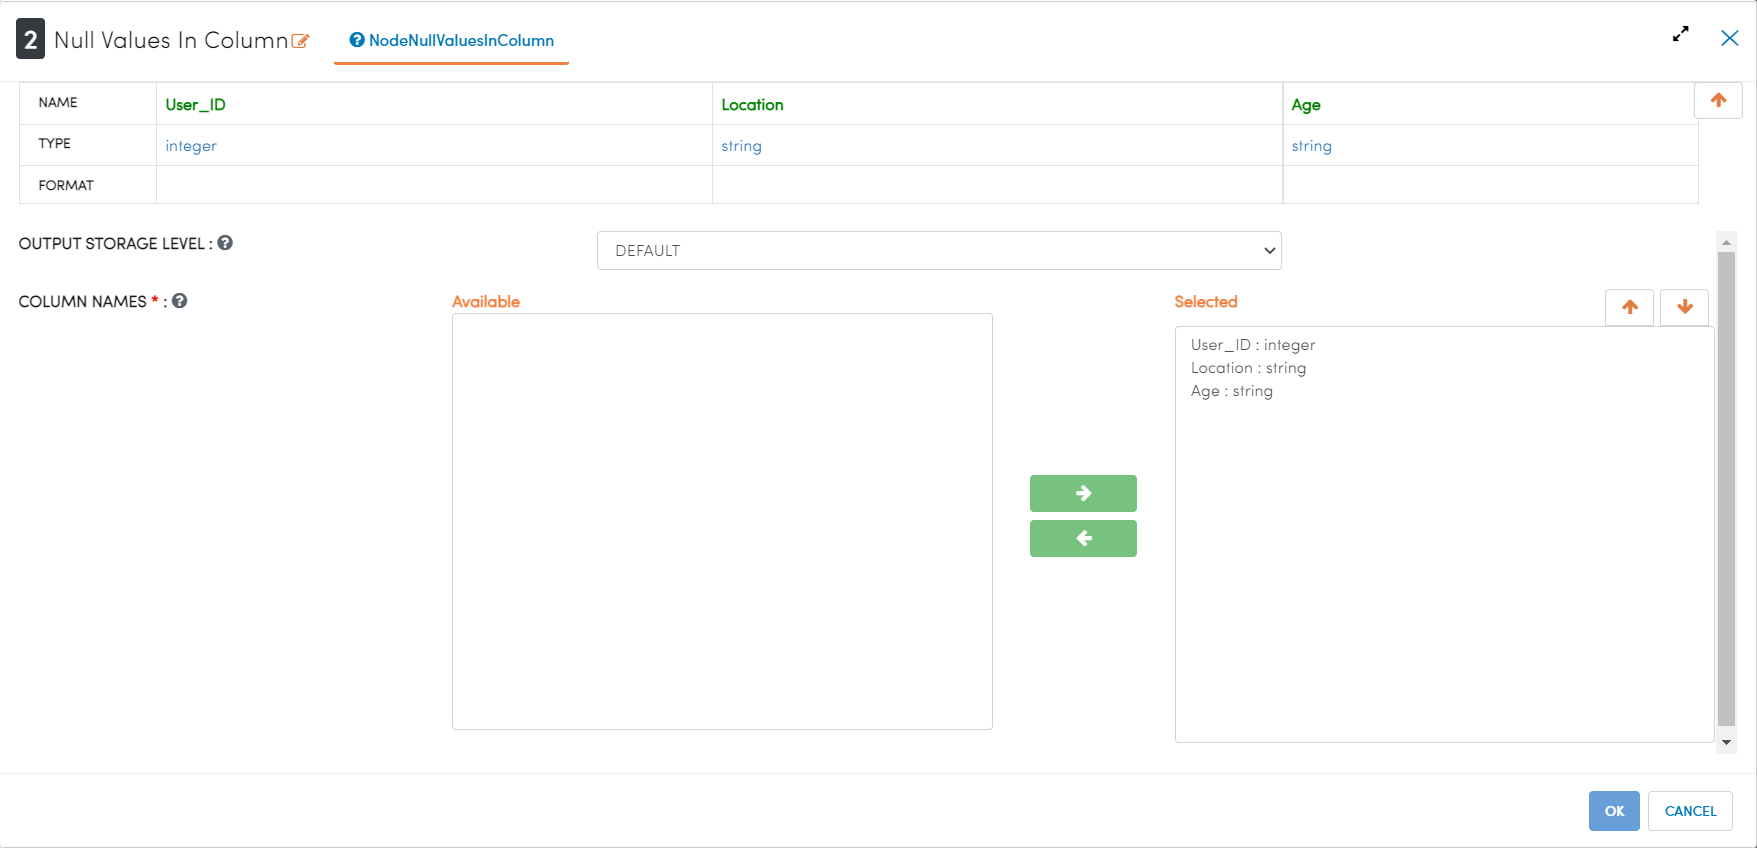 2 Null Values In Column NodeNullValuesInColumn
NAME User_ID Location Age
TYPE integer string string
FORMAT
OUTPUT STORAGE LEVEL : DEFAULT
COLUMN NAMES * : Available Selected
User_ID : integer
Location : string
Age : string
OK CANCEL